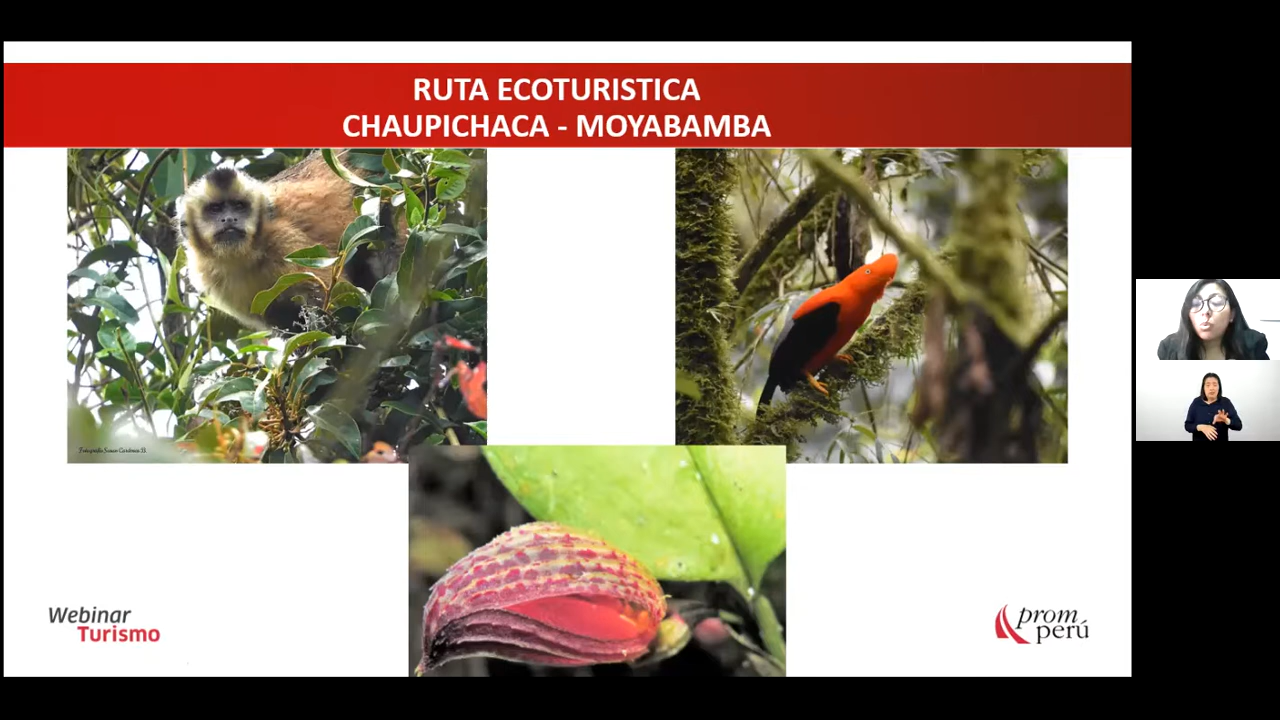 RUTA ECOTURISTICA
CHAUPICHACA - MOYABAMBA
Webinar
Turismo
prom
perú